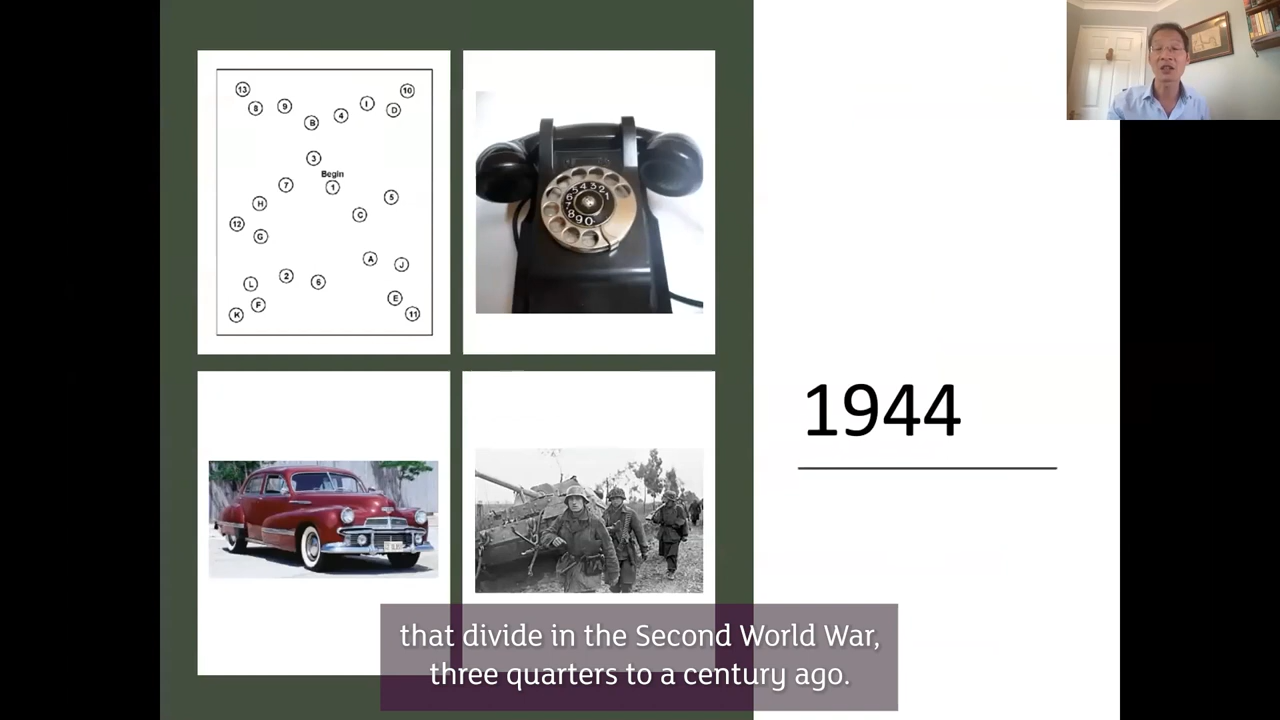 13
10
8
9
B
4
I
D
3
Begin
1
7
5
H
C
12
G
A
J
2
6
L
E
F
K
11
1944
that divide in the Second World War,
three quarters to a century ago.